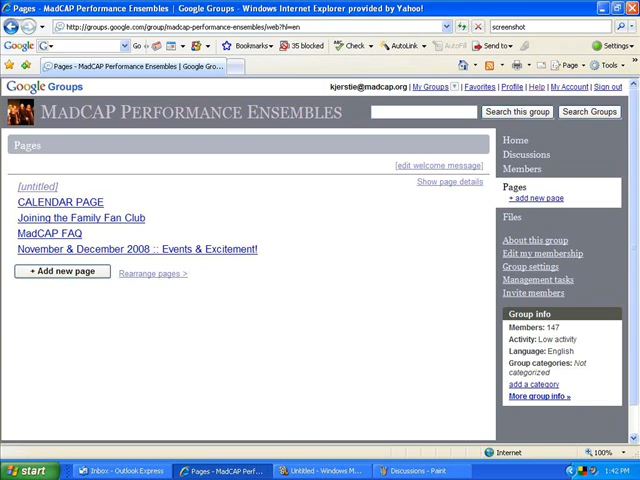 Pages - MadCAP Performance Ensembles | Google Groups - Windows Internet Explorer provided by Yahoo!
http://groups.google.com/group/madcap-performance-ensembles/web?hl=en
screenshot
Google
Go
Bookmarks
35 blocked
Check
AutoLink
AutoFill
Send to
Settings
Pages - MadCAP Performance Ensembles | Google Gro...
Page
Tools
Google Groups
kjerstie@madcap.org | My Groups | Favorites | Profile | Help | My Account | Sign out
MADCAP PERFORMANCE ENSEMBLES
Search this group
Search Groups
Pages
[edit welcome message]
Show page details
[untitled]
CALENDAR PAGE
Joining the Family Fan Club
MadCAP FAQ
November & December 2008 :: Events & Excitement!
+ Add new page
Rearrange pages >
Home
Discussions
Members
Pages
+ add new page
Files
About this group
Edit my membership
Group settings
Management tasks
Invite members
Group info
Members: 147
Activity: Low activity
Language: English
Group categories: Not
categorized
add a category
More group info »
Internet
100%
start
Inbox - Outlook Express
Pages - MadCAP Perf...
Untitled - Windows M...
Discussions - Paint
1:42 PM